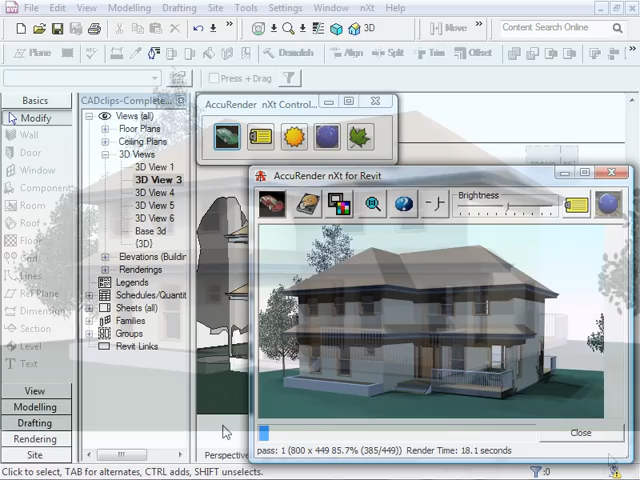 File Edit View Modelling Drafting Site Tools Settings Window nXt Help
3D Move Content Search Online
Plane Demolish Align Split Trim Offset
Press + Drag
Basics
Modify
Wall
Door
Window
Component
Room
Roof
Floor
Grid
Lines
Ref Plane
Dimension
Section
Level
Text
View
Modelling
Drafting
Rendering
Site
CADclips-Complete...
Views (all)
Floor Plans
Ceiling Plans
3D Views
3D View 1
3D View 3
3D View 4
3D View 5
3D View 6
Base 3d
{3D}
Elevations (Buildin
Renderings
Legends
Schedules/Quantit
Sheets (all)
Families
Groups
Revit Links
AccuRender nXt Control...
AccuRender nXt for Revit
Brightness
Close
pass: 1 (800 x 449 85.7% (385/449)) Render Time: 18.1 seconds
Perspective
Click to select, TAB for alternates, CTRL adds, SHIFT unselects.
:0